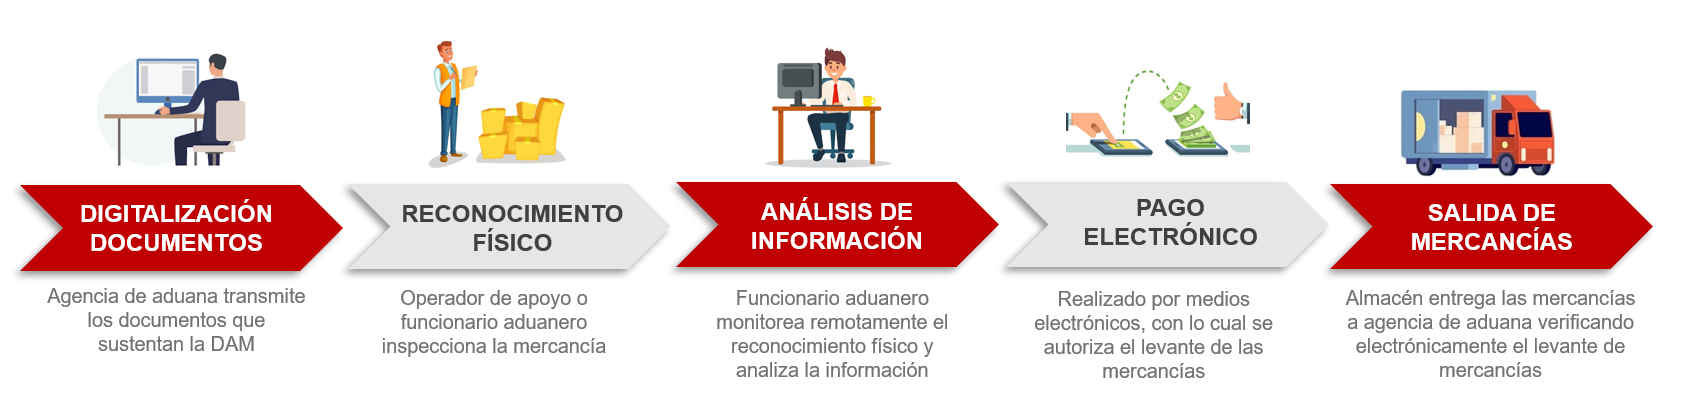 DIGITALIZACIÓN
DOCUMENTOS
Agencia de aduana transmite
los documentos que
sustentan la DAM
RECONOCIMIENTO
FÍSICO
Operador de apoyo o
funcionario aduanero
inspecciona la mercancía
ANÁLISIS DE
INFORMACIÓN
Funcionario aduanero
monitorea remotamente el
reconocimiento físico y
analiza la información
PAGO
ELECTRÓNICO
Realizado por medios
electrónicos, con lo cual se
autoriza el levante de las
mercancías
SALIDA DE
MERCANCÍAS
Almacén entrega las mercancías
a agencia de aduana verificando
electrónicamente el levante de
mercancías